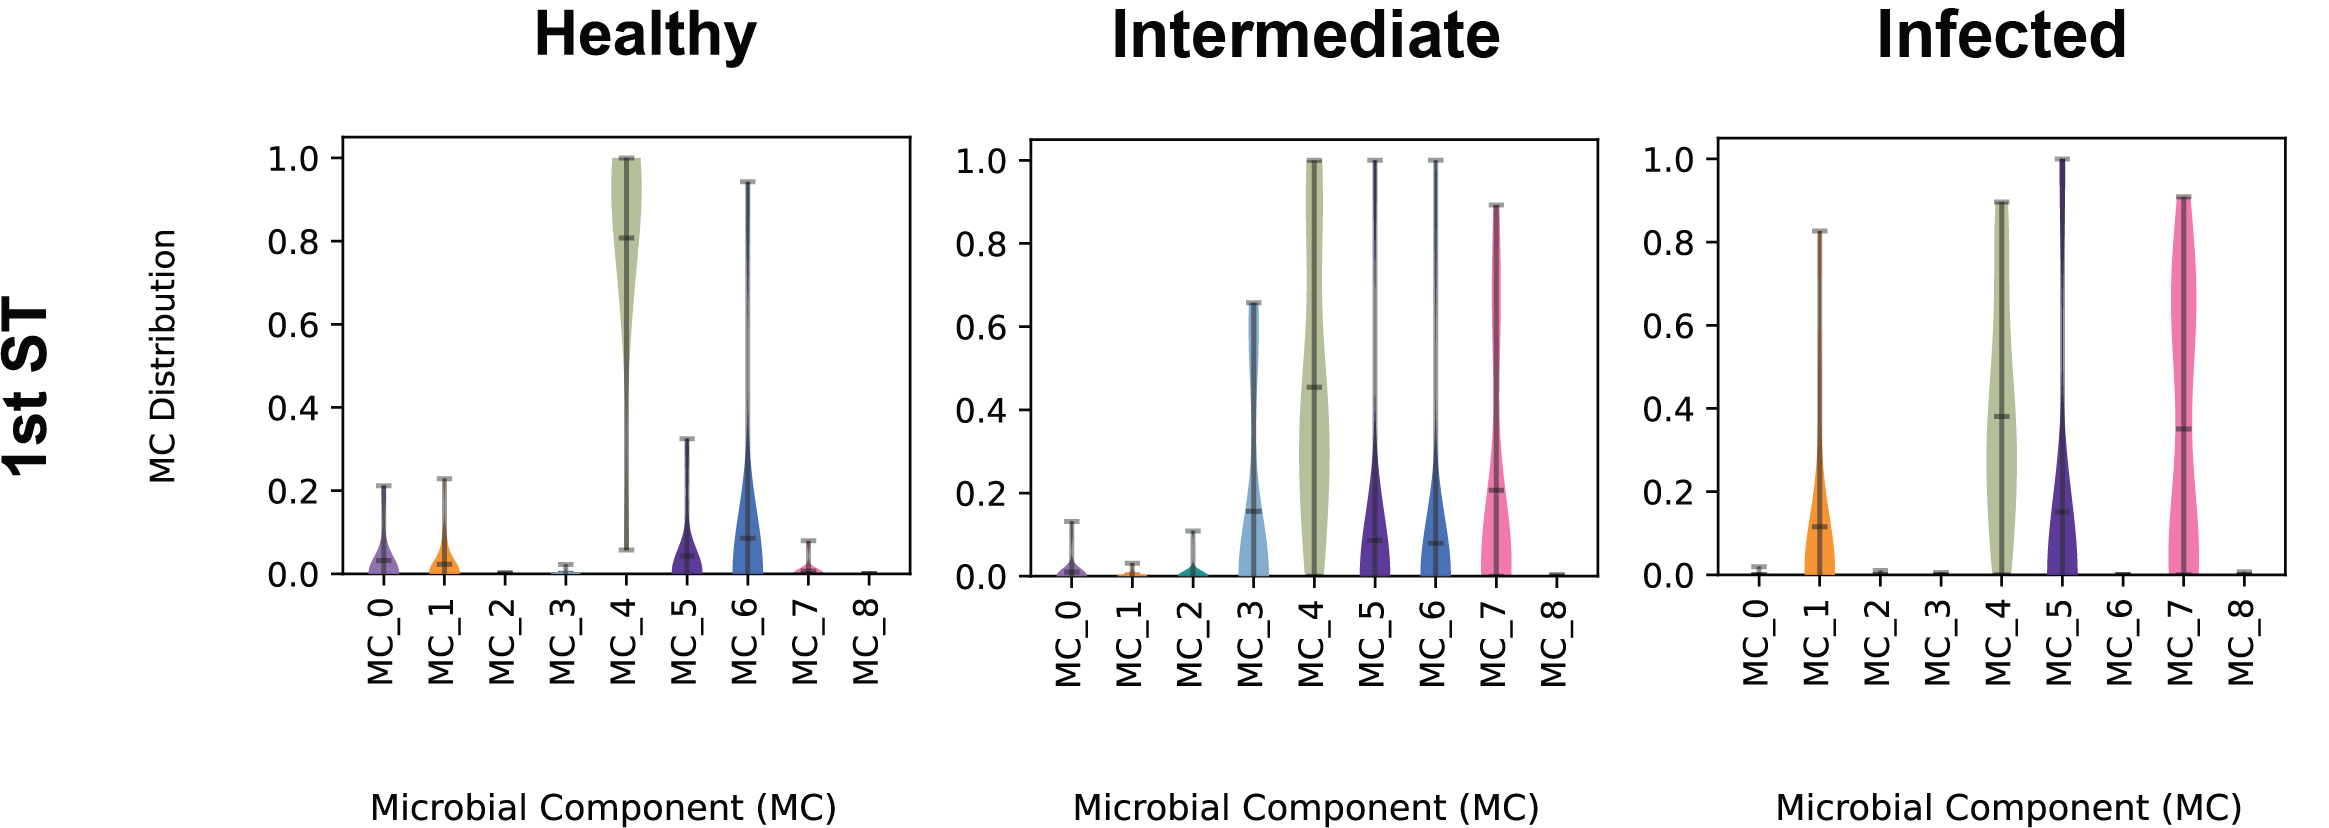 Healthy
Intermediate
Infected
1st ST
MC Distribution
1.0
0.8
0.6
0.4
0.2
0.0
MC_0
MC_1
MC_2
MC_3
MC_4
MC_5
MC_6
MC_7
MC_8
Microbial Component (MC)
1.0
0.8
0.6
0.4
0.2
0.0
MC_0
MC_1
MC_2
MC_3
MC_4
MC_5
MC_6
MC_7
MC_8
Microbial Component (MC)
1.0
0.8
0.6
0.4
0.2
0.0
MC_0
MC_1
MC_2
MC_3
MC_4
MC_5
MC_6
MC_7
MC_8
Microbial Component (MC)